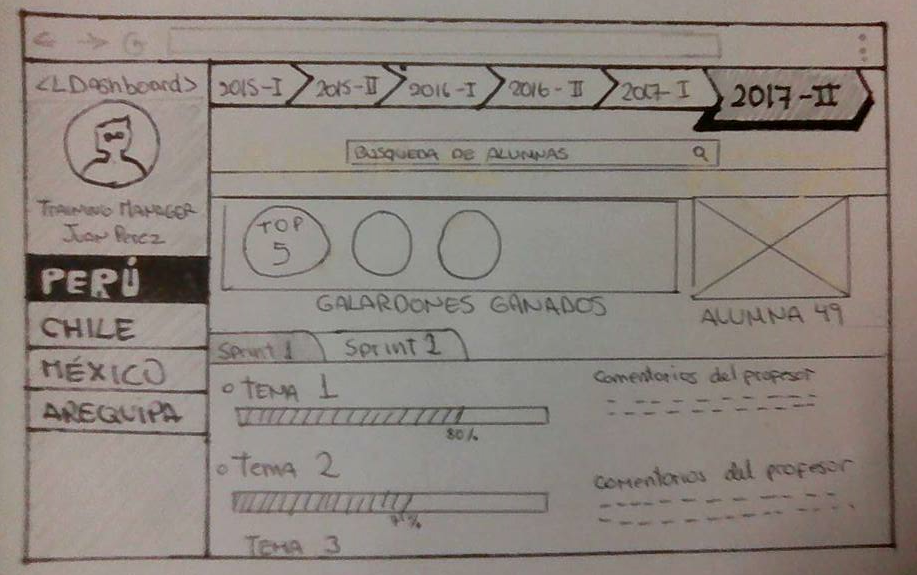 <LDashboard>
2015-I
2015-II
2016-I
2016-II
2017-I
2017-II
BUSQUEDA DE ALUMNAS
TRAINING MANAGER
JUAN PEREZ
PERÚ
CHILE
MÉXICO
AREQUIPA
TOP
5
GALARDONES GANADOS
ALUMNA 49
Sprint 1
Sprint 2
TEMA 1
80%
Comentarios del profesor
Tema 2
Comentarios del profesor
TEMA 3